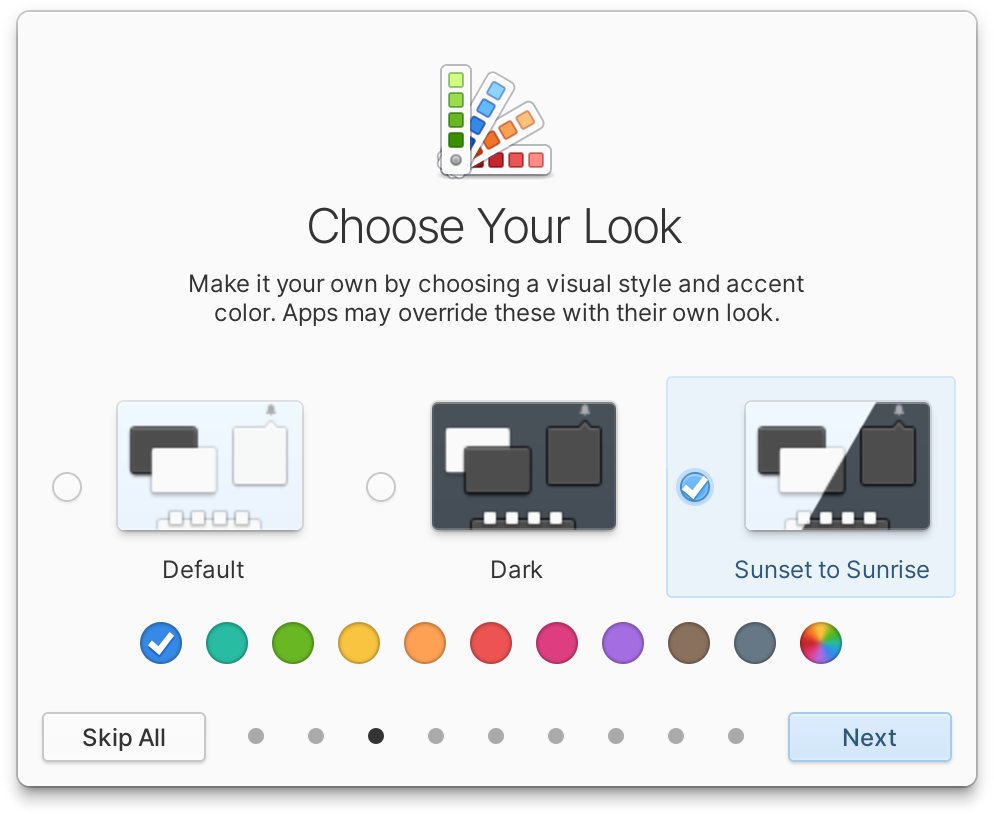 Choose Your Look
Make it your own by choosing a visual style and accent
color. Apps may override these with their own look.
Default
Dark
Sunset to Sunrise
Skip All
Next